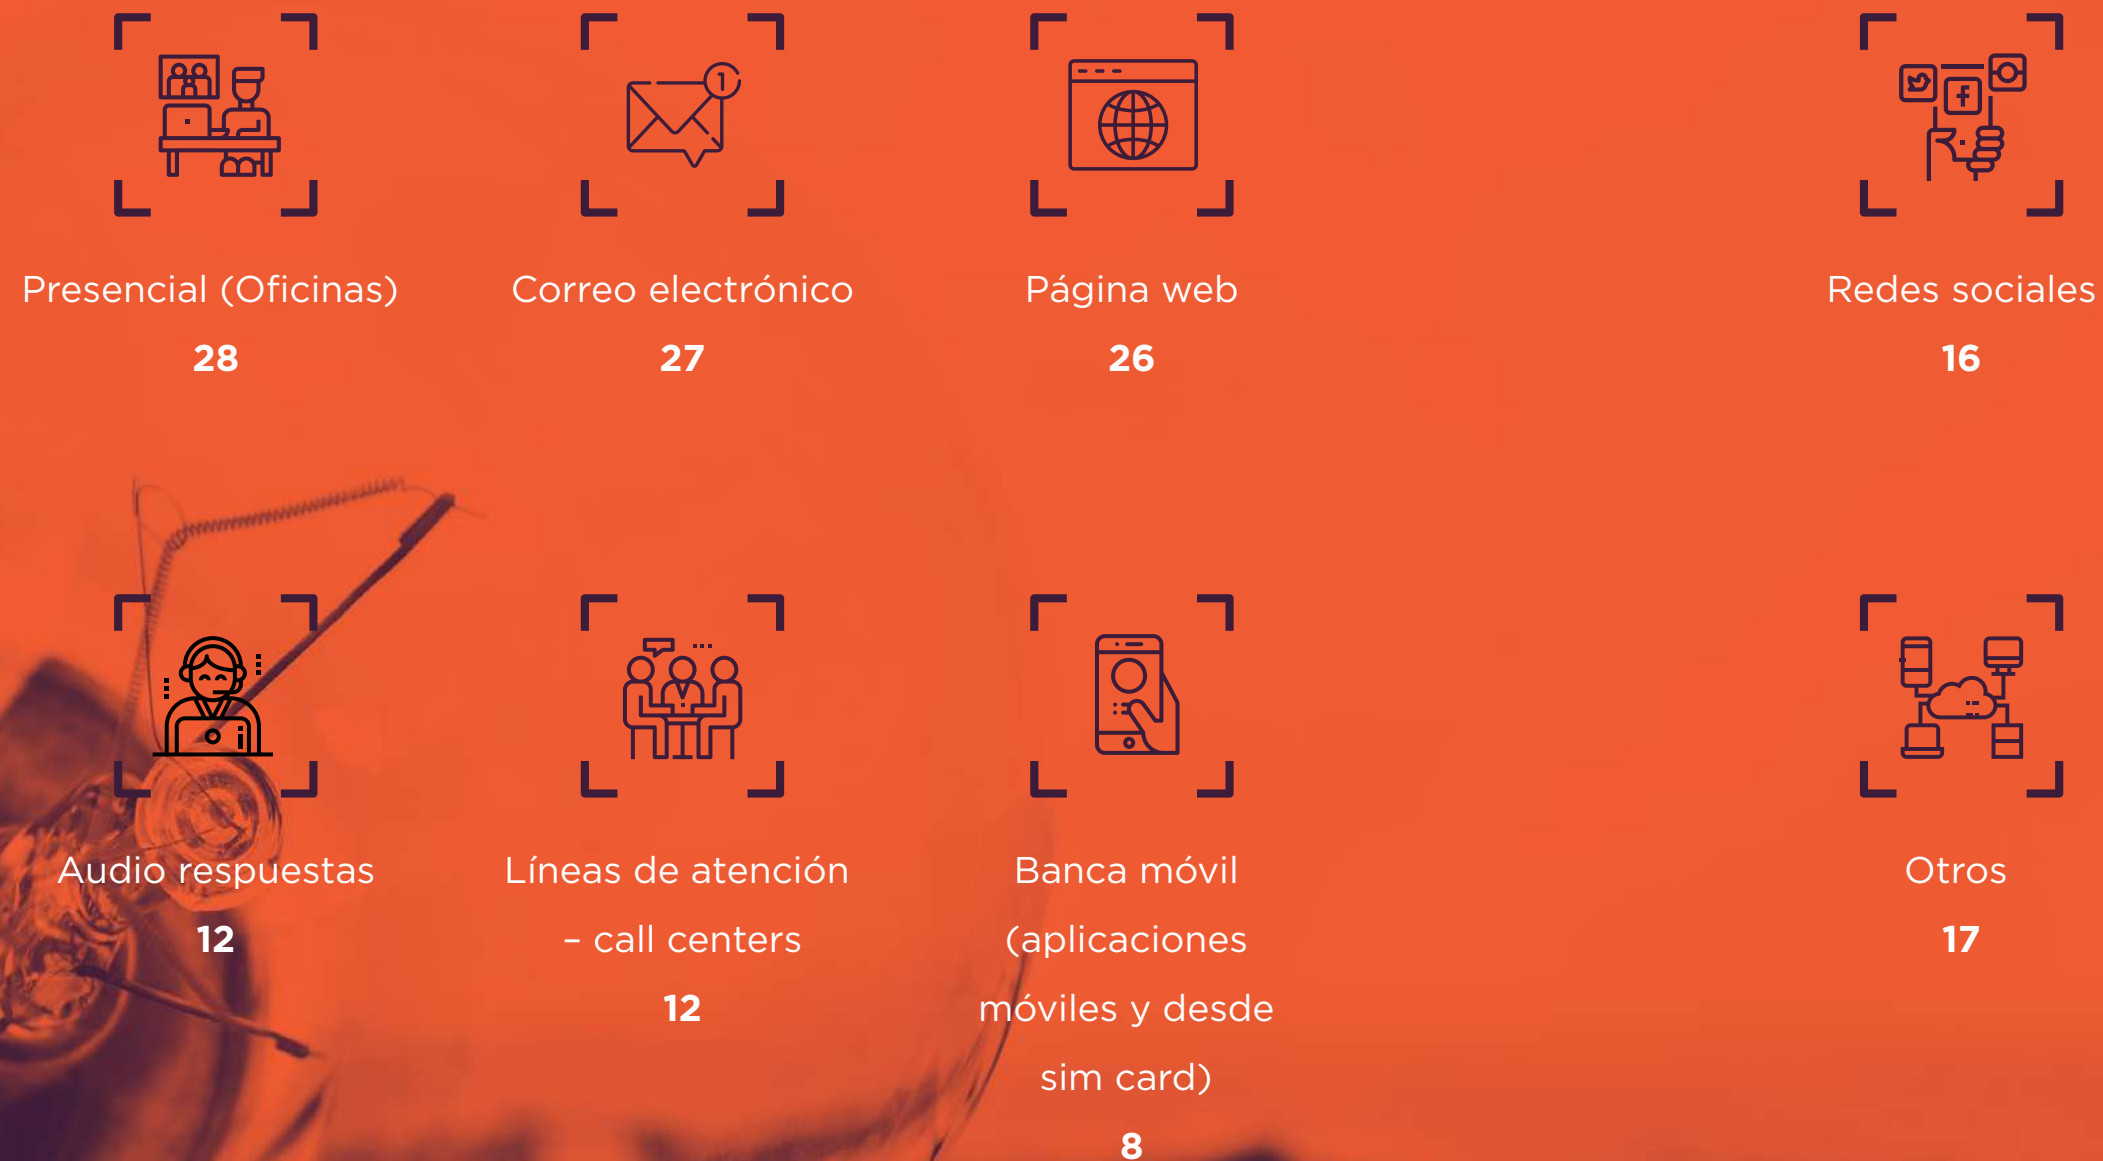 1
Presencial (Oficinas)
28
Correo electrónico
27
Página web
26
Redes sociales
16
Audio respuestas
12
Líneas de atención
– call centers
12
Banca móvil
(aplicaciones
móviles y desde
sim card)
8
Otros
17